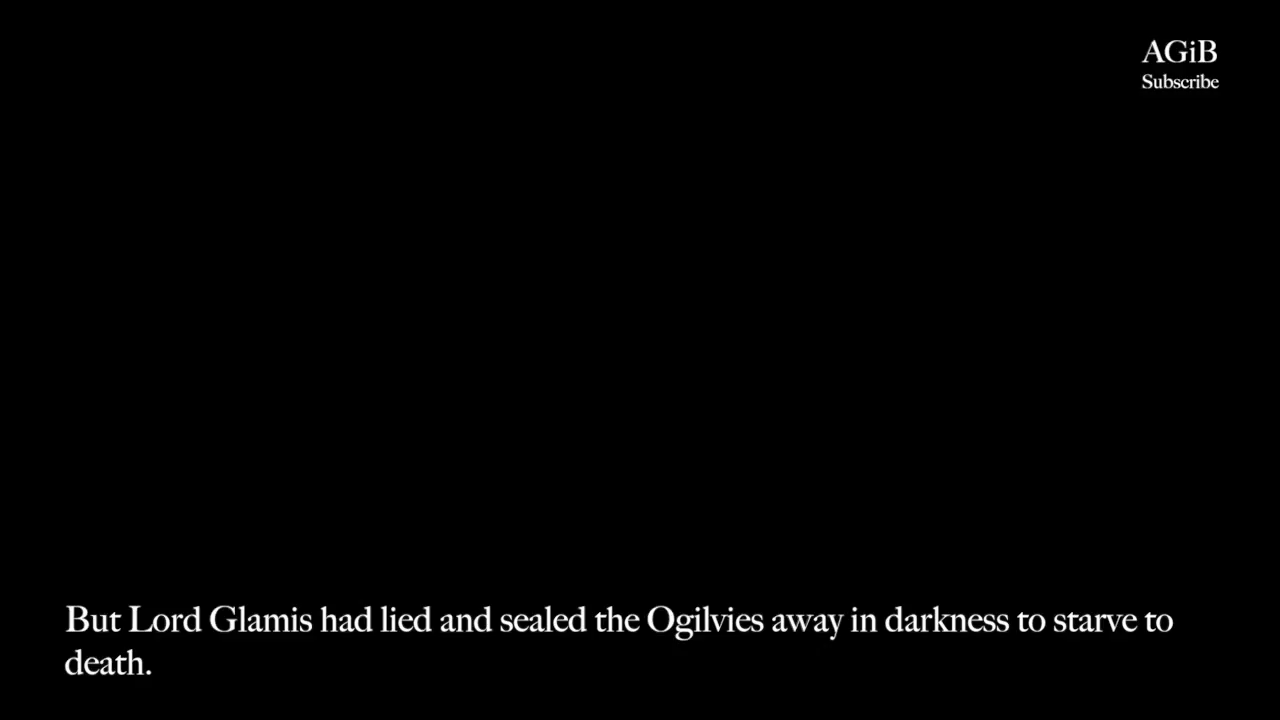 AGiB
Subscribe
But Lord Glamis had lied and sealed the Ogilvies away in darkness to starve to
death.